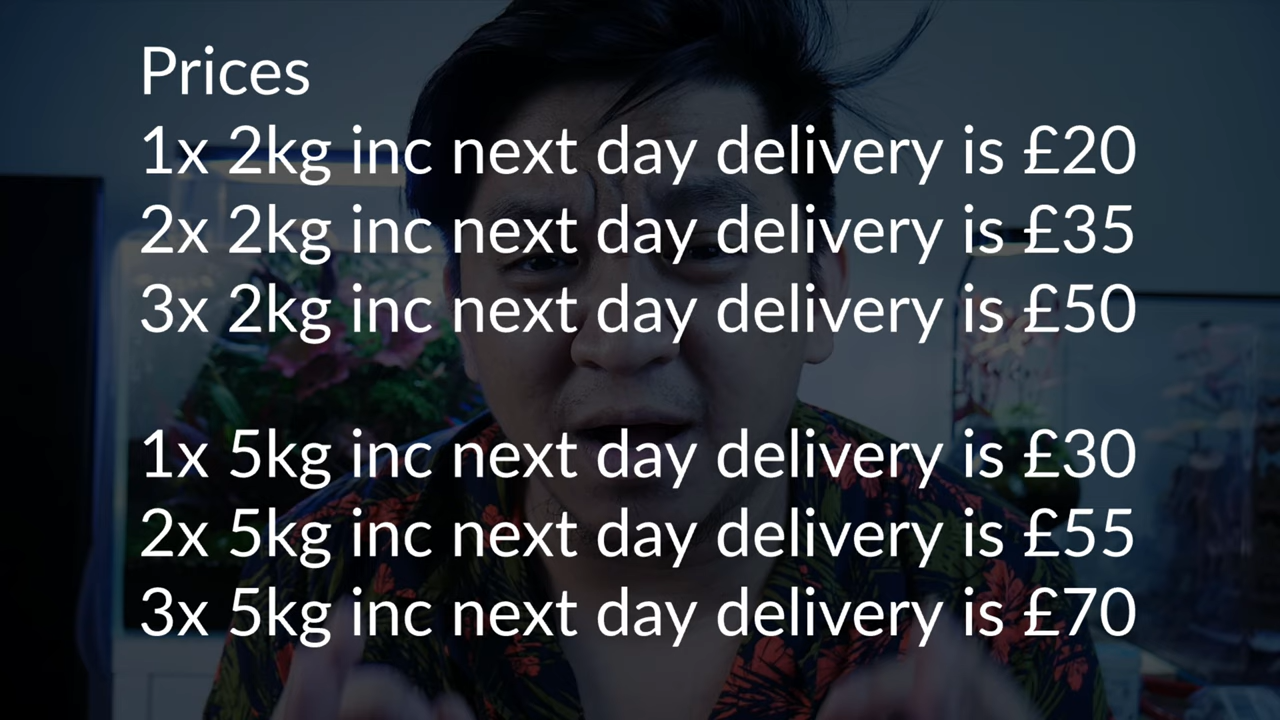 Prices
1x 2kg inc next day delivery is £20
2x 2kg inc next day delivery is £35
3x 2kg inc next day delivery is £50
1x 5kg inc next day delivery is £30
2x 5kg inc next day delivery is £55
3x 5kg inc next day delivery is £70